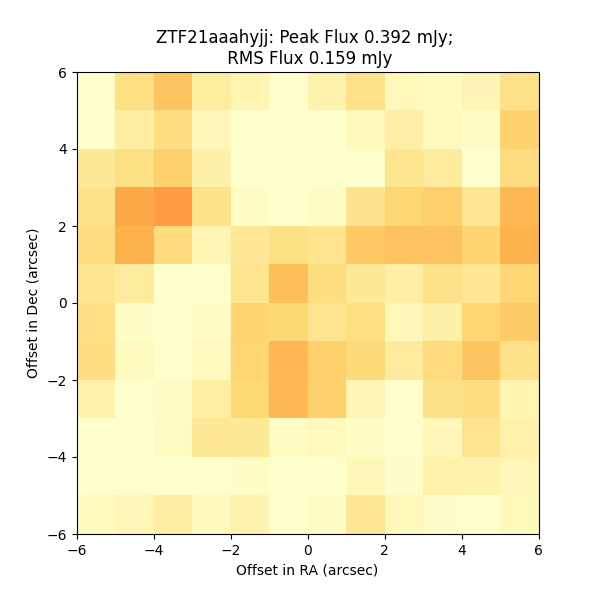 ZTF21aaahyjj: Peak Flux 0.392 mJy;
RMS Flux 0.159 mJy
6
4
2
0
−2
−4
−6
Offset in Dec (arcsec)
−6 −4 −2 0 2 4 6
Offset in RA (arcsec)